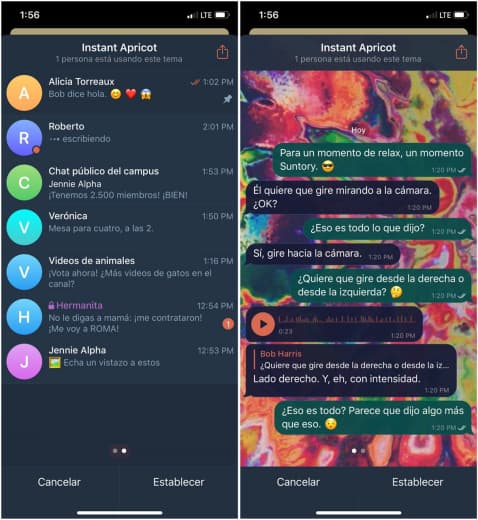 1:56
LTE
Instant Apricot
1 persona está usando este tema
A
Alicia Torreaux
1:02 PM
Bob dice hola. 😊 ❤️ 😱
R
Roberto
2:01 PM
escribiendo
C
Chat público del campus
1:53 PM
Jennie Alpha
¡Tenemos 2.500 miembros! ¡BIEN!
V
Verónica
1:50 PM
Mesa para cuatro, a las 2.
V
Videos de animales
1:16 PM
¡Vota ahora! ¿Más videos de gatos en el
canal?
H
Hermanita
12:54 PM
No le digas a mamá: ¡me contrataron!
¡Me voy a ROMA!
1
J
Jennie Alpha
12:53 PM
🖼️ Echa un vistazo a estos
Cancelar
Establecer
1:56
LTE
Instant Apricot
1 persona está usando este tema
Hoy
Para un momento de relax, un momento
Suntory. 😎
1:20 PM
Él quiere que gire mirando a la cámara.
¿OK?
1:20 PM
¿Eso es todo lo que dijo?
1:20 PM
Sí, gire hacia la cámara.
1:20 PM
¿Quiere que gire desde la derecha o
desde la izquierda? 🤔
1:20 PM
0:23
1:20 PM
Bob Harris
¿Quiere que gire desde la derecha o desde la iz...
Lado derecho. Y, eh, con intensidad.
1:20 PM
¿Eso es todo? Parece que dijo algo más
que eso. 😟
1:20 PM
Cancelar
Establecer